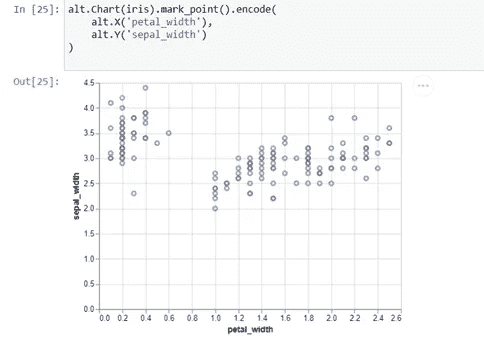 In [25]: alt.Chart(iris).mark_point().encode(
alt.X('petal_width'),
alt.Y('sepal_width')
)
Out[25]:
4.5
4.0
3.5
3.0
2.5
2.0
1.5
1.0
0.5
0.0
sepal_width
0.0 0.2 0.4 0.6 0.8 1.0 1.2 1.4 1.6 1.8 2.0 2.2 2.4 2.6
petal_width